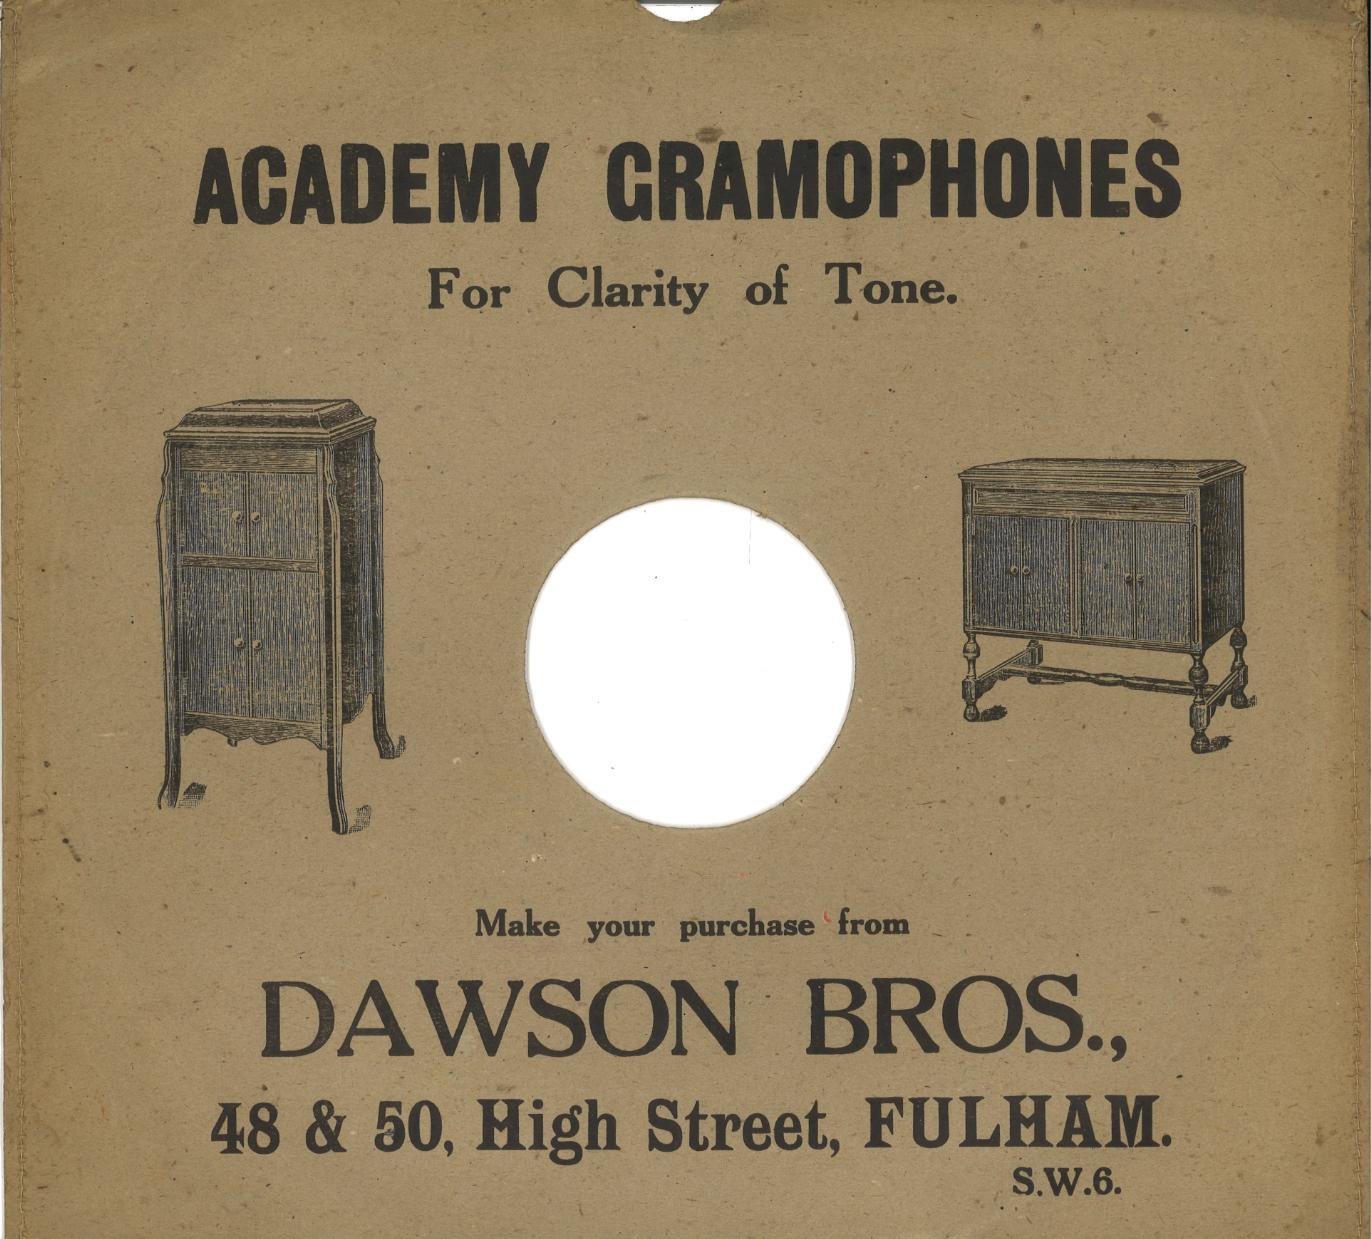 ACADEMY GRAMOPHONES
For Clarity of Tone.
Make your purchase from
DAWSON BROS.,
48 & 50, High Street, FULHAM.
S.W.6.